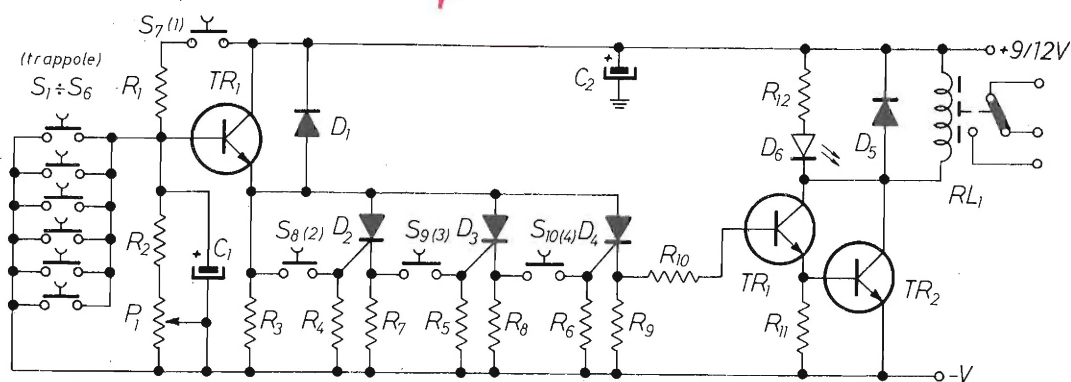 S7(1)
(trappole)
S1÷S6
R1
TR1
D1
C2
+9/12V
R12
D6
D5
RL1
R2
C1
S8(2)
D2
S9(3)
D3
S10(4)
D4
R10
TR1
TR2
P1
R3
R4
R7
R5
R8
R6
R9
R11
-V
+
+